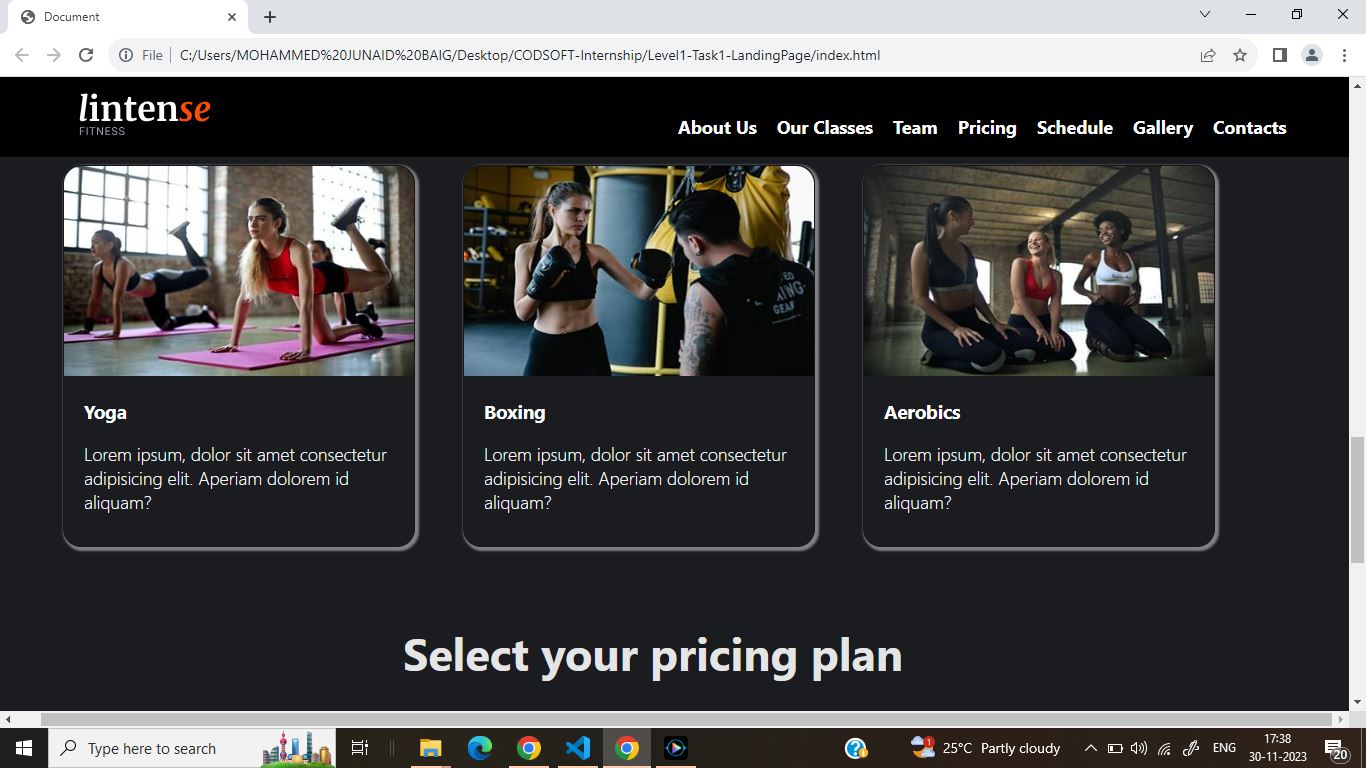 Document
File C:/Users/MOHAMMED%20JUNAID%20BAIG/Desktop/CODSOFT-Internship/Level1-Task1-LandingPage/index.html
lintense
FITNESS
About Us Our Classes Team Pricing Schedule Gallery Contacts
GEAR
Yoga
Lorem ipsum, dolor sit amet consectetur
adipisicing elit. Aperiam dolorem id
aliquam?
Boxing
Lorem ipsum, dolor sit amet consectetur
adipisicing elit. Aperiam dolorem id
aliquam?
Aerobics
Lorem ipsum, dolor sit amet consectetur
adipisicing elit. Aperiam dolorem id
aliquam?
Select your pricing plan
Type here to search
1
25°C Partly cloudy
ENG
17:38
30-11-2023
20